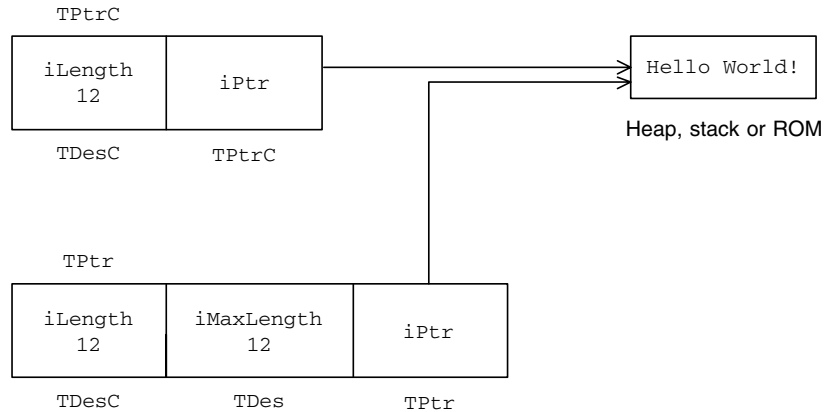 TPtrC
iLength
12
iPtr
Hello World!
TDesC
TPtrC
Heap, stack or ROM
TPtr
iLength
12
iMaxLength
12
iPtr
TDesC
TDes
TPtr